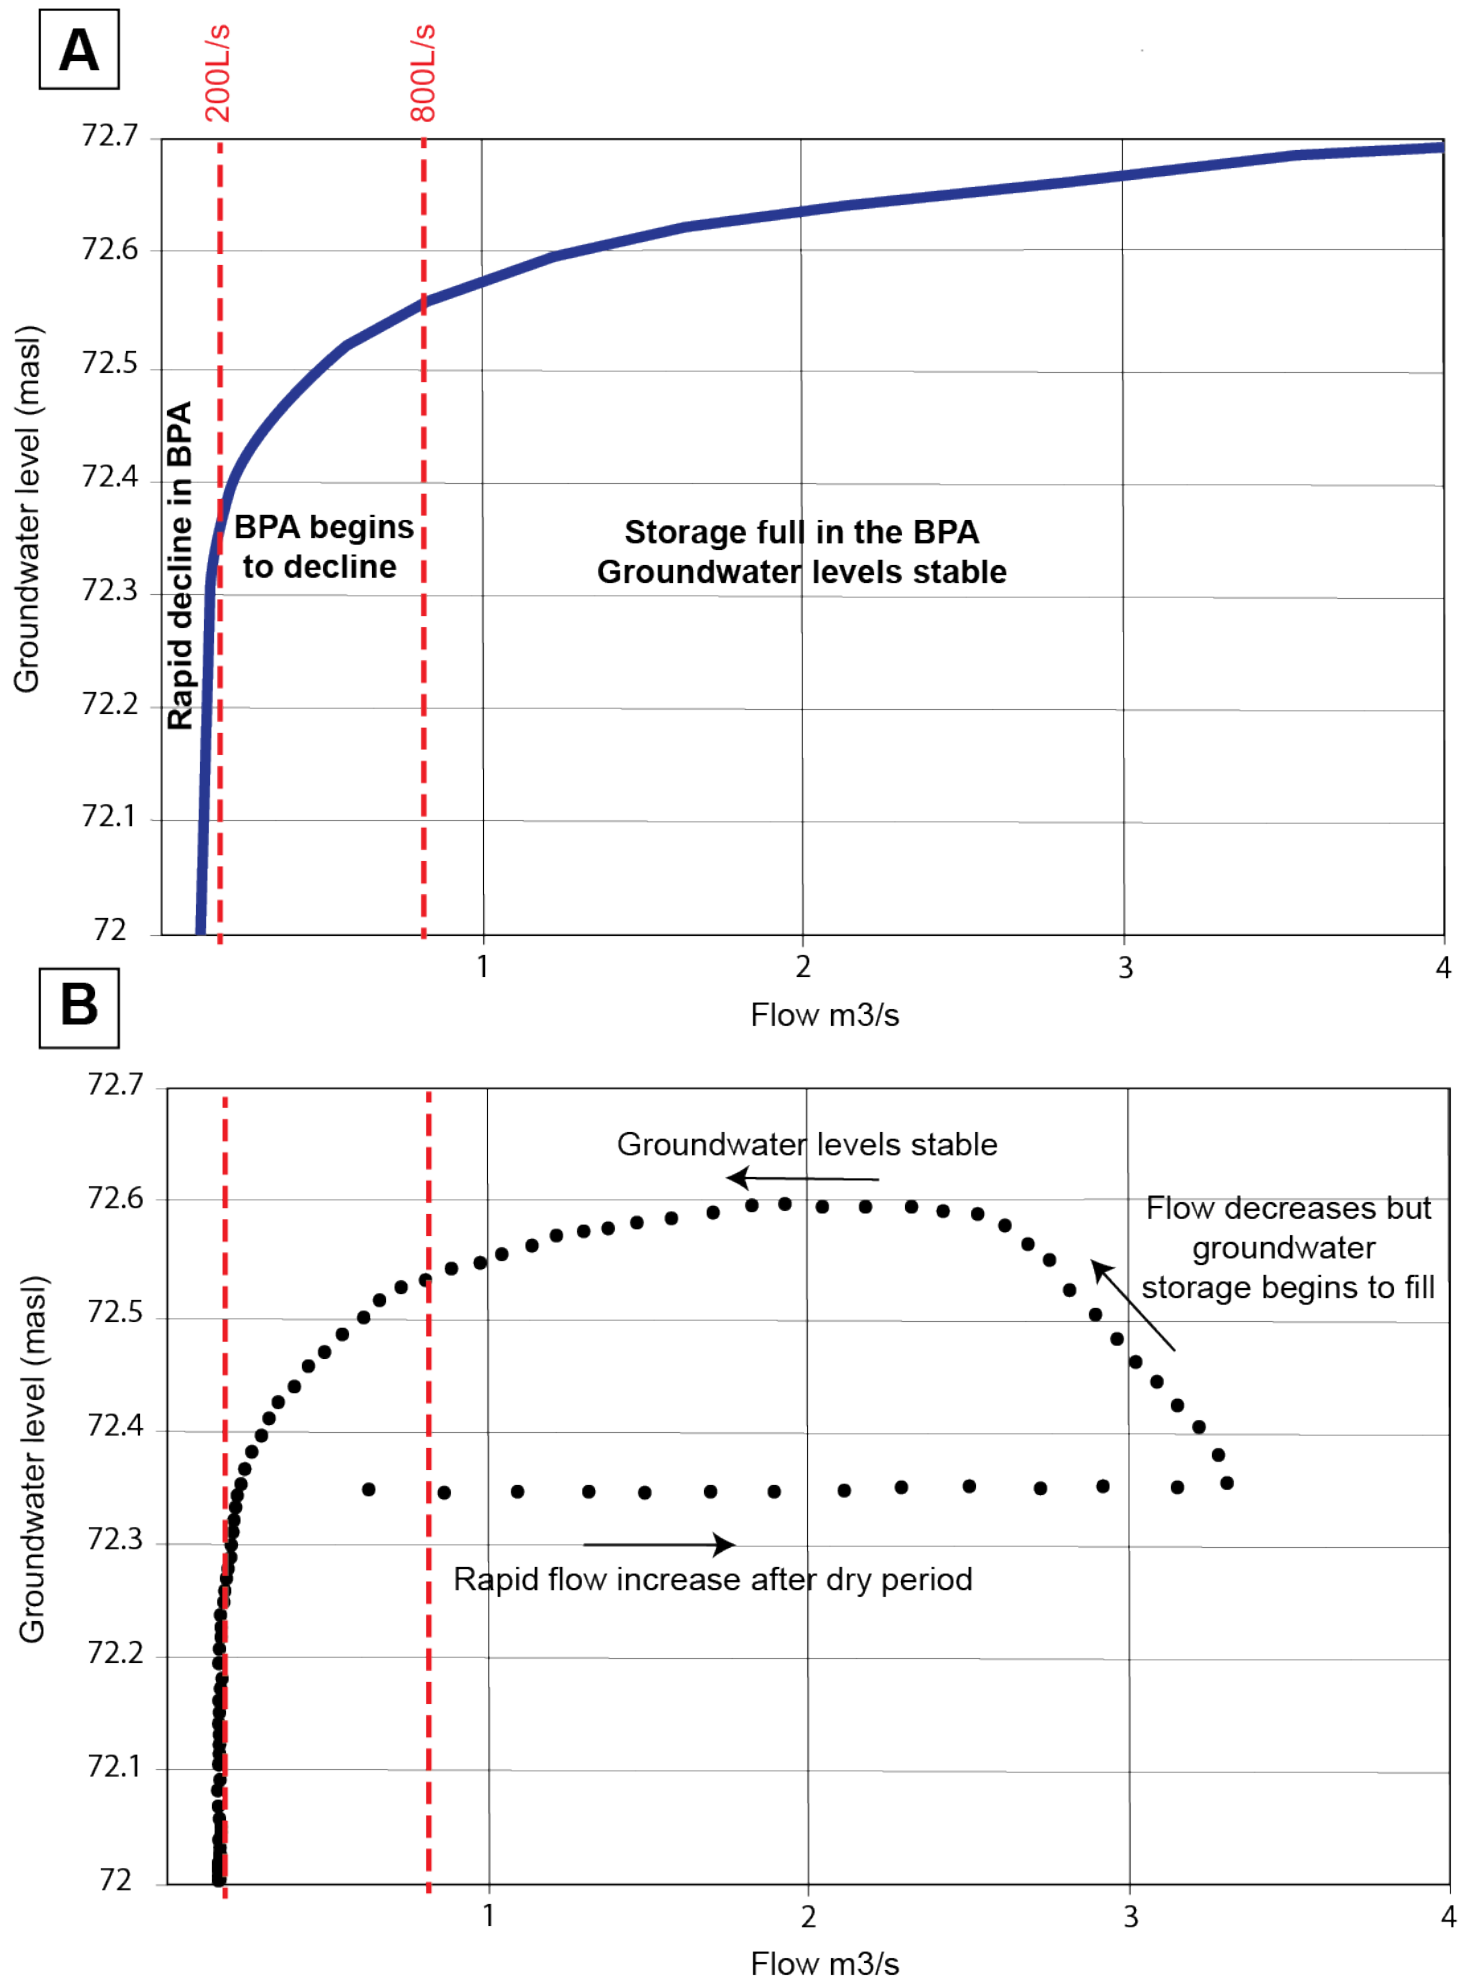 A
200L/s
800L/s
72.7
72.6
72.5
72.4
72.3
72.2
72.1
72
Groundwater level (masl)
Rapid decline in BPA
BPA begins
to decline
Storage full in the BPA
Groundwater levels stable
1
2
3
4
Flow m3/s
B
72.7
72.6
72.5
72.4
72.3
72.2
72.1
72
Groundwater level (masl)
Groundwater levels stable
Flow decreases but
groundwater
storage begins to fill
Rapid flow increase after dry period
1
2
3
4
Flow m3/s